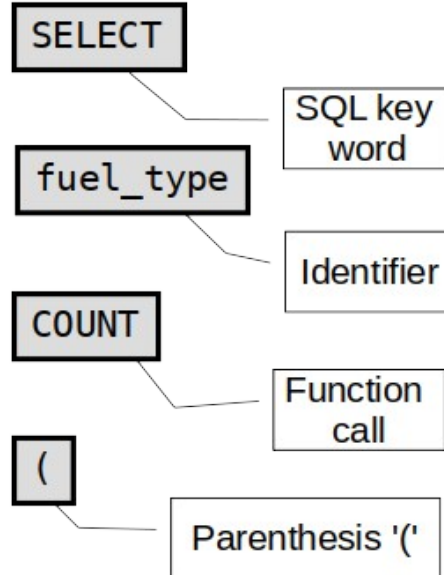 SELECT
SQL key
word
fuel_type
Identifier
COUNT
Function
call
(
Parenthesis '('